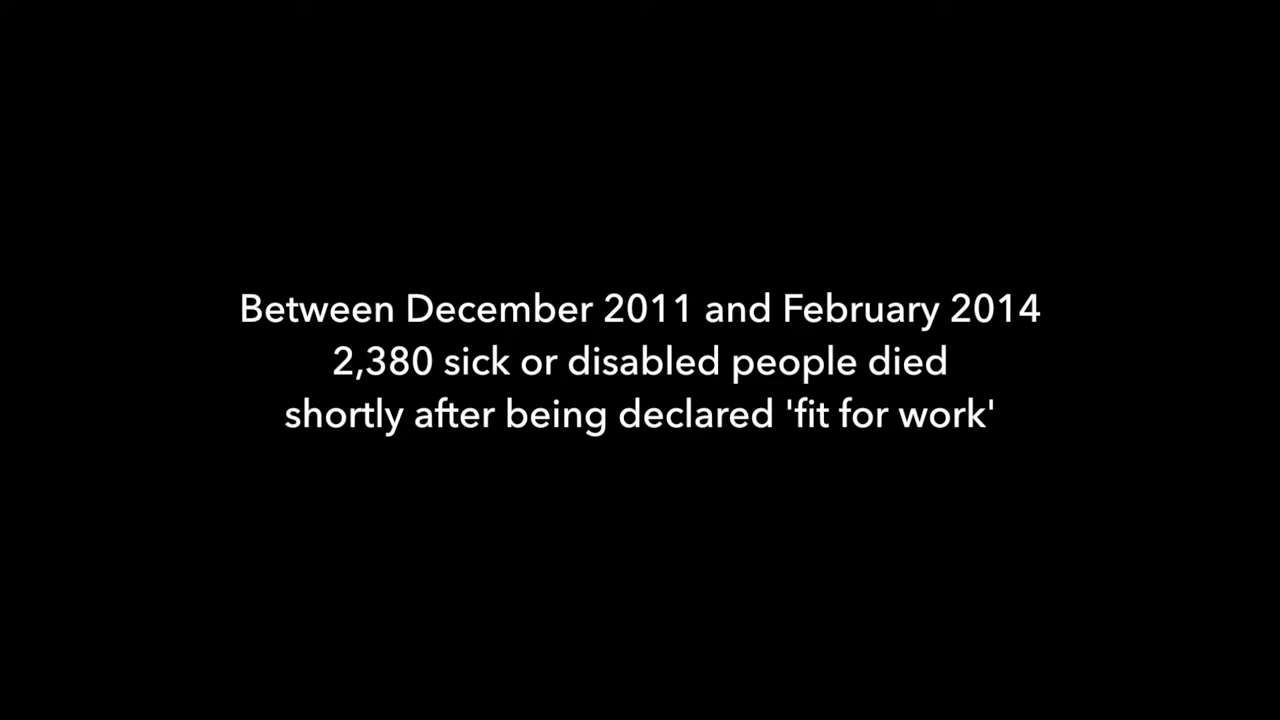 Between December 2011 and February 2014
2,380 sick or disabled people died
shortly after being declared 'fit for work'